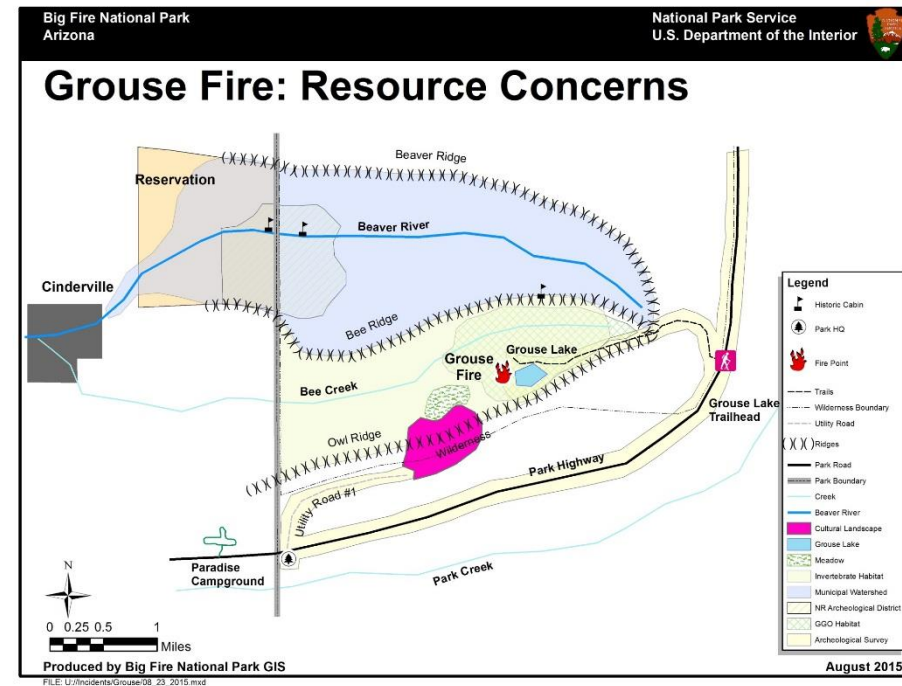 Big Fire National Park
Arizona
National Park Service
U.S. Department of the Interior
Grouse Fire: Resource Concerns
Beaver Ridge
Reservation
Beaver River
Cinderville
Bee Ridge
Grouse Lake
Grouse
Fire
Bee Creek
Grouse Lake
Trailhead
Owl Ridge
Wilderness
Park Highway
Utility Road #1
Paradise
Campground
Park Creek
N
0 0.25 0.5 1
Miles
Legend
Historic Cabin
Park HQ
Fire Point
Trails
Wilderness Boundary
Utility Road
Ridges
Park Road
Park Boundary
Creek
Beaver River
Cultural Landscape
Grouse Lake
Meadow
Invertebrate Habitat
Municipal Watershed
NR Archeological District
GGO Habitat
Archeological Survey
Produced by Big Fire National Park GIS
August 2015
FILE: U:/Incidents/Grouse/08_23_2015.mxd